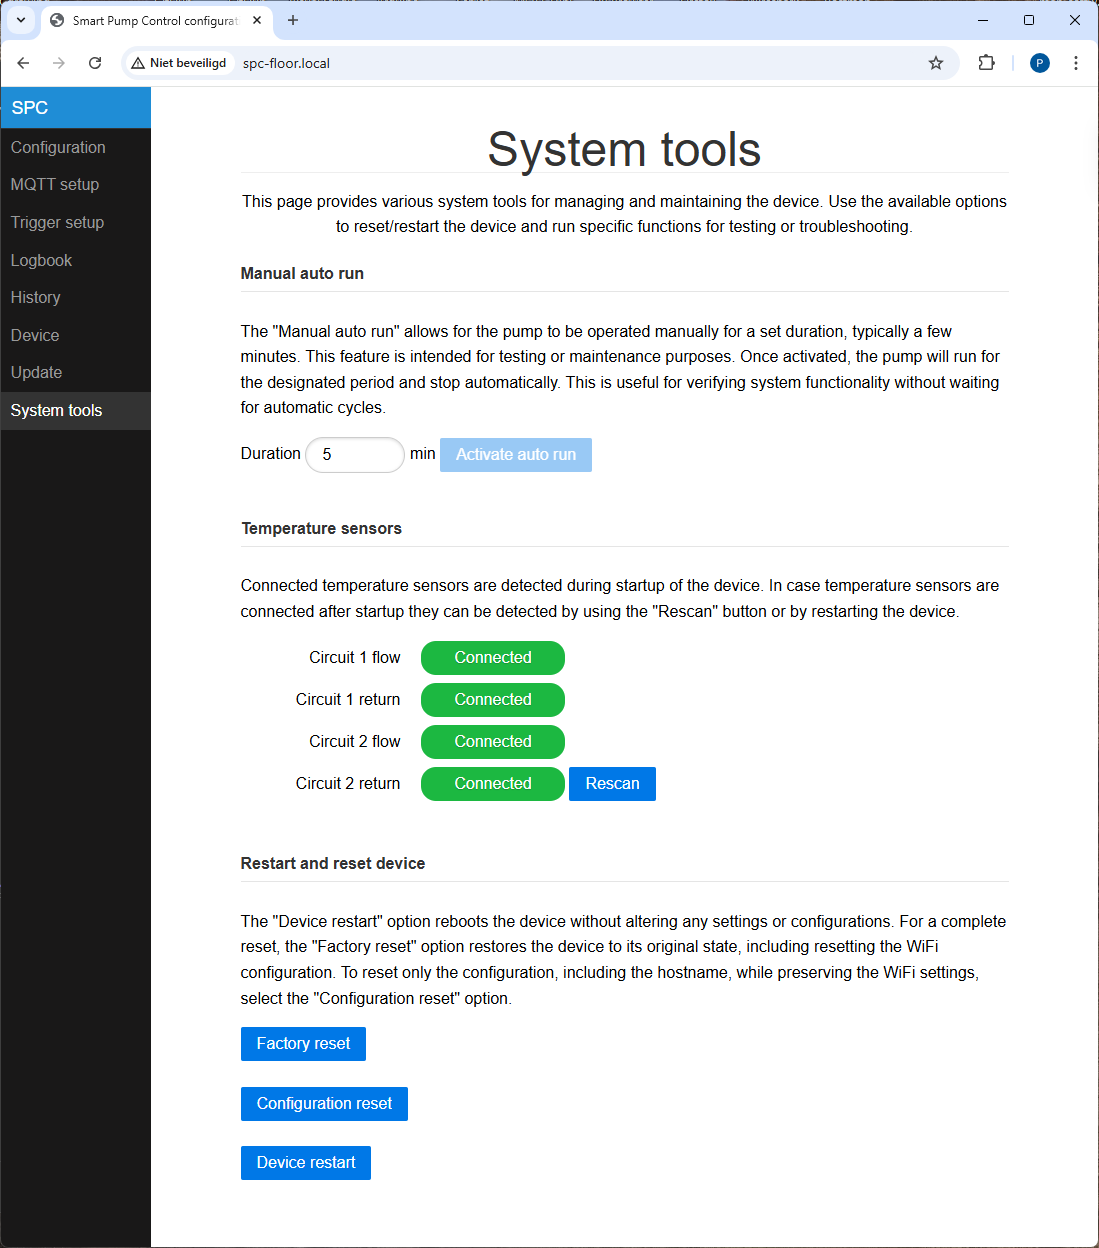 Smart Pump Control configurat
Niet beveiligd spc-floor.local
P
SPC
Configuration
MQTT setup
Trigger setup
Logbook
History
Device
Update
System tools
System tools
This page provides various system tools for managing and maintaining the device. Use the available options
to reset/restart the device and run specific functions for testing or troubleshooting.
Manual auto run
The "Manual auto run" allows for the pump to be operated manually for a set duration, typically a few
minutes. This feature is intended for testing or maintenance purposes. Once activated, the pump will run for
the designated period and stop automatically. This is useful for verifying system functionality without waiting
for automatic cycles.
Duration 5 min Activate auto run
Temperature sensors
Connected temperature sensors are detected during startup of the device. In case temperature sensors are
connected after startup they can be detected by using the "Rescan" button or by restarting the device.
Circuit 1 flow Connected
Circuit 1 return Connected
Circuit 2 flow Connected
Circuit 2 return Connected Rescan
Restart and reset device
The "Device restart" option reboots the device without altering any settings or configurations. For a complete
reset, the "Factory reset" option restores the device to its original state, including resetting the WiFi
configuration. To reset only the configuration, including the hostname, while preserving the WiFi settings,
select the "Configuration reset" option.
Factory reset
Configuration reset
Device restart